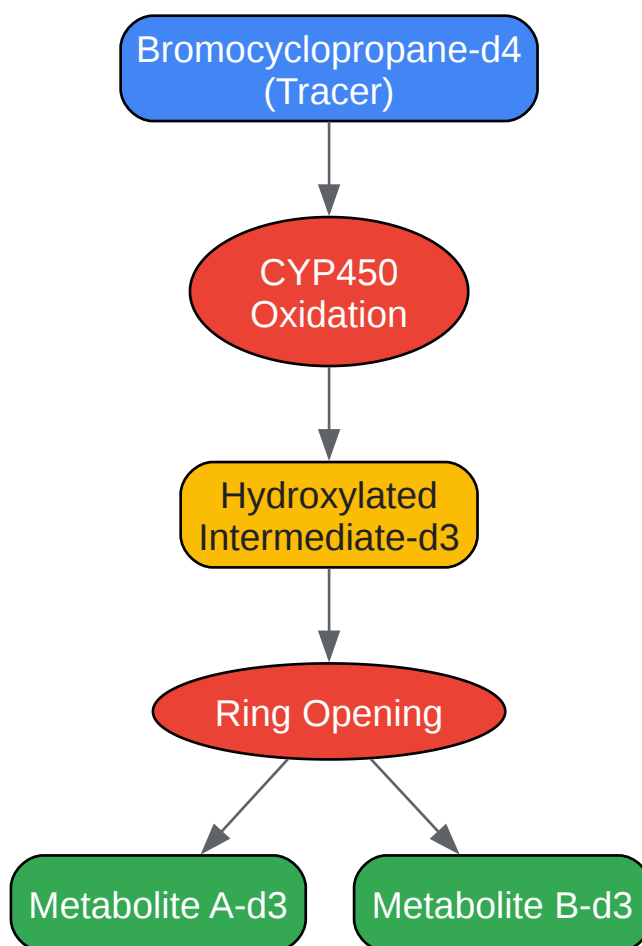 Bromocyclopropane-d4
(Tracer)
CYP450
Oxidation
Hydroxylated
Intermediate-d3
Ring Opening
Metabolite A-d3
Metabolite B-d3